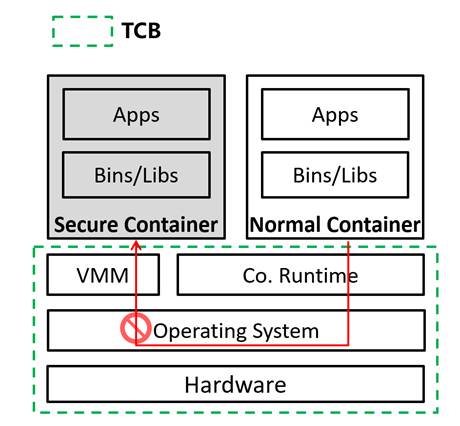 TCB
Apps
Apps
Bins/Libs
Bins/Libs
Secure Container
Normal Container
VMM
Co. Runtime
Operating System
Hardware